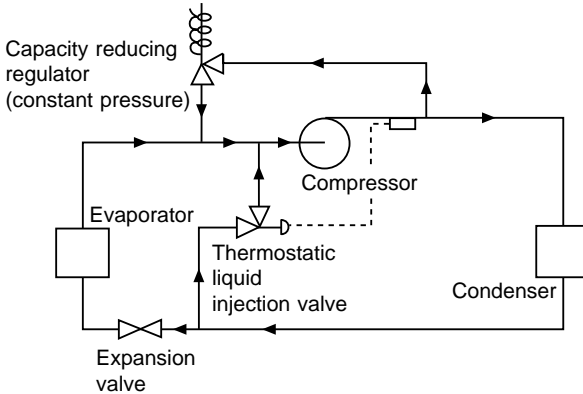 Capacity reducing
regulator
(constant pressure)
Compressor
Evaporator
Thermostatic
liquid
injection valve
Condenser
Expansion
valve